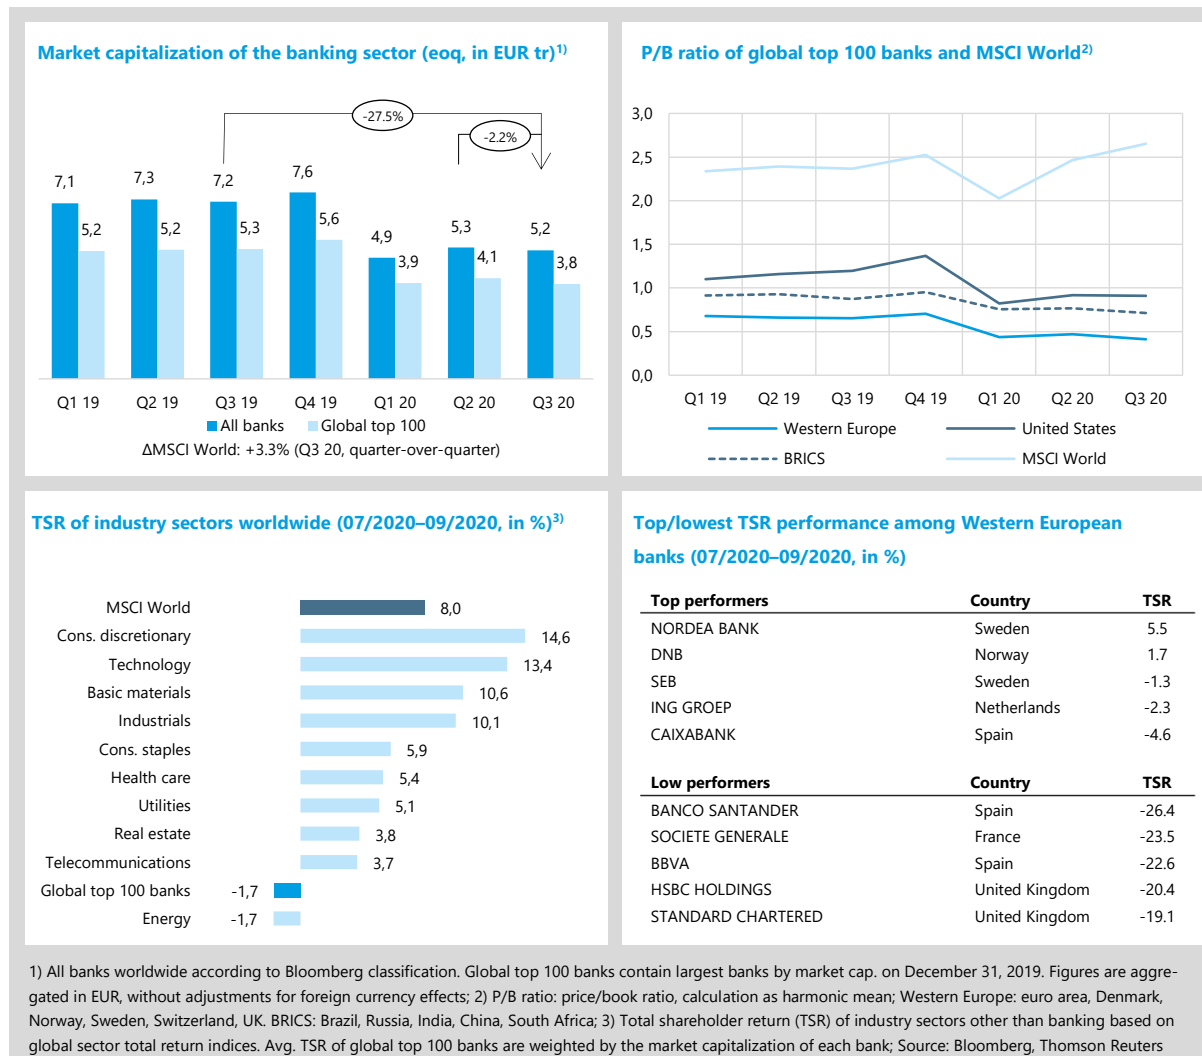 Market capitalization of the banking sector (eoq, in EUR tr)1)
-27.5%
-2.2%
7,1
5,2
7,3
5,2
7,2
5,3
7,6
5,6
4,9
3,9
5,3
4,1
5,2
3,8
Q1 19 Q2 19 Q3 19 Q4 19 Q1 20 Q2 20 Q3 20
All banks Global top 100
ΔMSCI World: +3.3% (Q3 20, quarter-over-quarter)
P/B ratio of global top 100 banks and MSCI World2)
3,0
2,5
2,0
1,5
1,0
0,5
0,0
Q1 19 Q2 19 Q3 19 Q4 19 Q1 20 Q2 20 Q3 20
Western Europe United States
BRICS MSCI World
TSR of industry sectors worldwide (07/2020–09/2020, in %)3)
MSCI World 8,0
Cons. discretionary 14,6
Technology 13,4
Basic materials 10,6
Industrials 10,1
Cons. staples 5,9
Health care 5,4
Utilities 5,1
Real estate 3,8
Telecommunications 3,7
Global top 100 banks -1,7
Energy -1,7
Top/lowest TSR performance among Western European
banks (07/2020–09/2020, in %)
Top performers Country TSR
NORDEA BANK Sweden 5.5
DNB Norway 1.7
SEB Sweden -1.3
ING GROEP Netherlands -2.3
CAIXABANK Spain -4.6
Low performers Country TSR
BANCO SANTANDER Spain -26.4
SOCIETE GENERALE France -23.5
BBVA Spain -22.6
HSBC HOLDINGS United Kingdom -20.4
STANDARD CHARTERED United Kingdom -19.1
1) All banks worldwide according to Bloomberg classification. Global top 100 banks contain largest banks by market cap. on December 31, 2019. Figures are aggre-
gated in EUR, without adjustments for foreign currency effects; 2) P/B ratio: price/book ratio, calculation as harmonic mean; Western Europe: euro area, Denmark,
Norway, Sweden, Switzerland, UK. BRICS: Brazil, Russia, India, China, South Africa; 3) Total shareholder return (TSR) of industry sectors other than banking based on
global sector total return indices. Avg. TSR of global top 100 banks are weighted by the market capitalization of each bank; Source: Bloomberg, Thomson Reuters